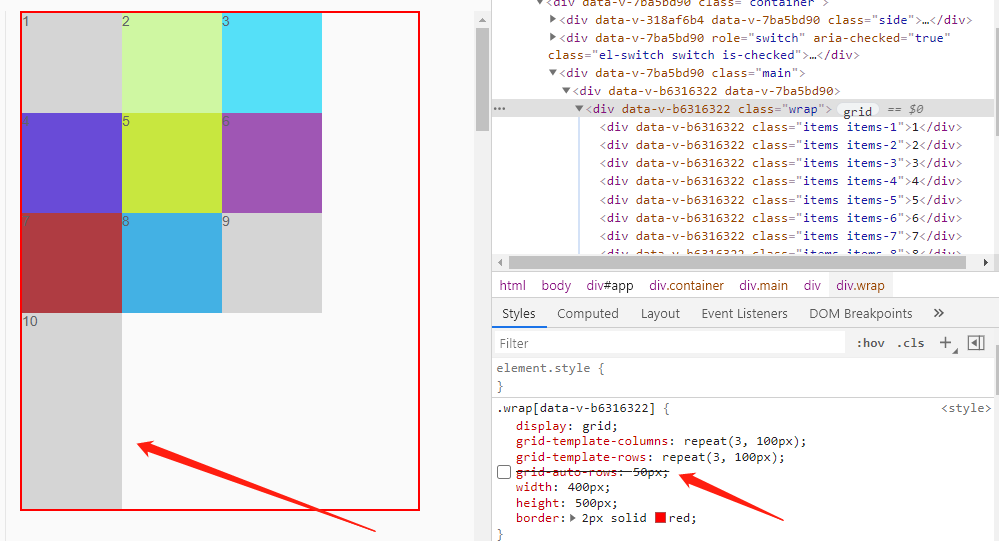 1
2
3
5
6
7
8
9
10
<div data-v-7ba5bd90 class="container">
<div data-v-318af6b4 data-v-7ba5bd90 class="side">…</div>
<div data-v-7ba5bd90 role="switch" aria-checked="true"
class="el-switch switch is-checked">…</div>
<div data-v-7ba5bd90 class="main">
<div data-v-b6316322 data-v-7ba5bd90>
… <div data-v-b6316322 class="wrap"> grid == $0
<div data-v-b6316322 class="items items-1">1</div>
<div data-v-b6316322 class="items items-2">2</div>
<div data-v-b6316322 class="items items-3">3</div>
<div data-v-b6316322 class="items items-4">4</div>
<div data-v-b6316322 class="items items-5">5</div>
<div data-v-b6316322 class="items items-6">6</div>
<div data-v-b6316322 class="items items-7">7</div>
<div data-v-b6316322 class="items items-8">8</div>
html body div#app div.container div.main div div.wrap
Styles Computed Layout Event Listeners DOM Breakpoints »
Filter :hov .cls +
element.style {
}
.wrap[data-v-b6316322] { <style>
display: grid;
grid-template-columns: repeat(3, 100px);
grid-template-rows: repeat(3, 100px);
grid-auto-rows: 50px;
width: 400px;
height: 500px;
border: 2px solid red;
}